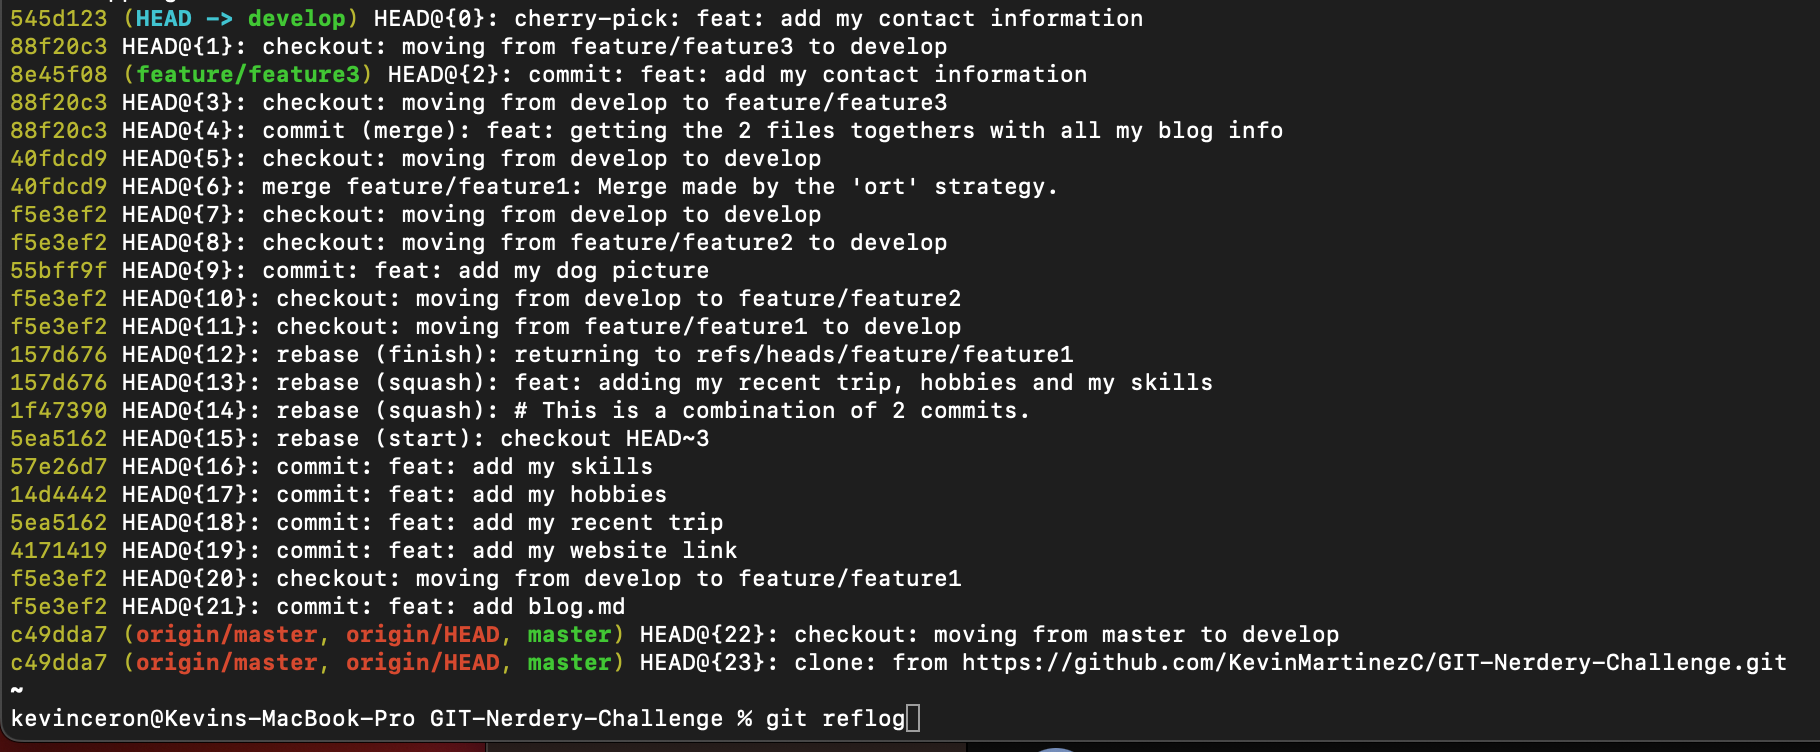 545d123 (HEAD -> develop) HEAD@{0}: cherry-pick: feat: add my contact information
88f20c3 HEAD@{1}: checkout: moving from feature/feature3 to develop
8e45f08 (feature/feature3) HEAD@{2}: commit: feat: add my contact information
88f20c3 HEAD@{3}: checkout: moving from develop to feature/feature3
88f20c3 HEAD@{4}: commit (merge): feat: getting the 2 files togethers with all my blog info
40fdcd9 HEAD@{5}: checkout: moving from develop to develop
40fdcd9 HEAD@{6}: merge feature/feature1: Merge made by the 'ort' strategy.
f5e3ef2 HEAD@{7}: checkout: moving from develop to develop
f5e3ef2 HEAD@{8}: checkout: moving from feature/feature2 to develop
55bff9f HEAD@{9}: commit: feat: add my dog picture
f5e3ef2 HEAD@{10}: checkout: moving from develop to feature/feature2
f5e3ef2 HEAD@{11}: checkout: moving from feature/feature1 to develop
157d676 HEAD@{12}: rebase (finish): returning to refs/heads/feature/feature1
157d676 HEAD@{13}: rebase (squash): feat: adding my recent trip, hobbies and my skills
1f47390 HEAD@{14}: rebase (squash): # This is a combination of 2 commits.
5ea5162 HEAD@{15}: rebase (start): checkout HEAD~3
57e26d7 HEAD@{16}: commit: feat: add my skills
14d4442 HEAD@{17}: commit: feat: add my hobbies
5ea5162 HEAD@{18}: commit: feat: add my recent trip
4171419 HEAD@{19}: commit: feat: add my website link
f5e3ef2 HEAD@{20}: checkout: moving from develop to feature/feature1
f5e3ef2 HEAD@{21}: commit: feat: add blog.md
c49dda7 (origin/master, origin/HEAD, master) HEAD@{22}: checkout: moving from master to develop
c49dda7 (origin/master, origin/HEAD, master) HEAD@{23}: clone: from https://github.com/KevinMartinezC/GIT-Nerdery-Challenge.git
~
kevinceron@Kevins-MacBook-Pro GIT-Nerdery-Challenge % git reflog